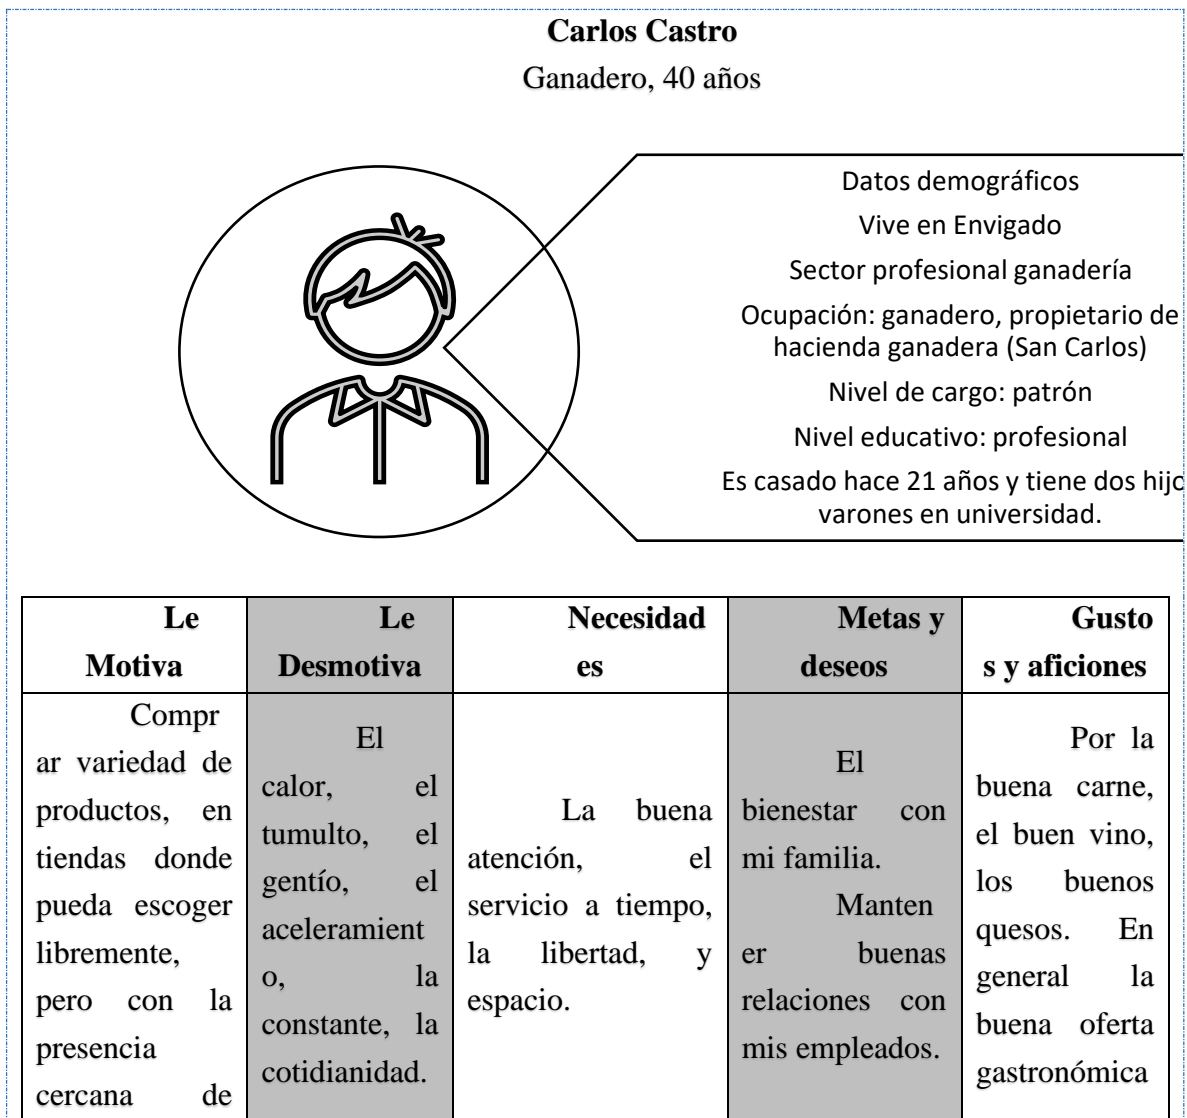 Carlos Castro
Ganadero, 40 años
Datos demográficos
Vive en Envigado
Sector profesional ganadería
Ocupación: ganadero, propietario de
hacienda ganadera (San Carlos)
Nivel de cargo: patrón
Nivel educativo: profesional
Es casado hace 21 años y tiene dos hijo
varones en universidad.
Le
Motiva
Le
Desmotiva
Necesidad
es
Metas y
deseos
Gusto
s y aficiones
Compr
ar variedad de
productos, en
tiendas donde
pueda escoger
libremente,
pero con la
presencia
cercana de
El
calor, el
tumulto, el
gentío, el
aceleramient
o, la
constante, la
cotidianidad.
La buena
atención, el
servicio a tiempo,
la libertad, y
espacio.
El
bienestar con
mi familia.
Manten
er buenas
relaciones con
mis empleados.
Por la
buena carne,
el buen vino,
los buenos
quesos. En
general la
buena oferta
gastronómica